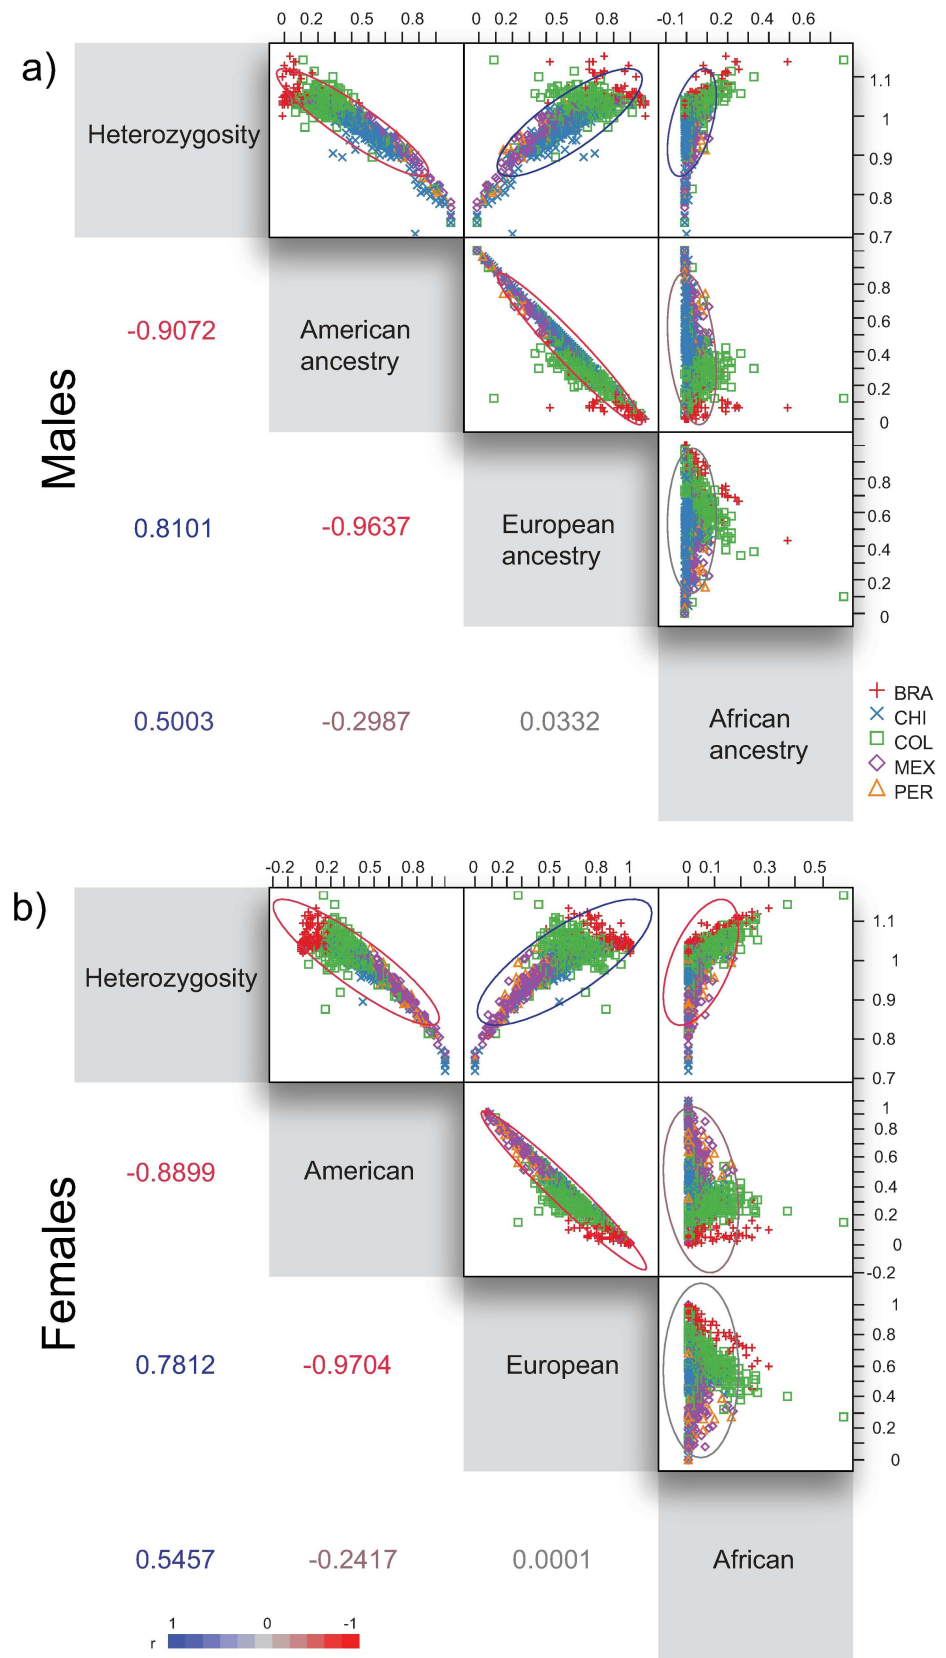 0 0.2 0.5 0.8 0 0.2 0.5 0.8 -0.1 0.2 0.4 0.6
a)
Heterozygosity
1.1
1
0.9
0.8
0.7
-0.9072
American
ancestry
0.8
0.6
0.4
0.2
0
Males
0.8101
-0.9637
European
ancestry
0.8
0.6
0.4
0.2
0
0.5003
-0.2987
0.0332
African
ancestry
BRA
CHI
COL
MEX
PER
-0.2 0.2 0.5 0.8 0 0.2 0.5 0.8 1 0 0.1 0.3 0.5
b)
Heterozygosity
1.1
1
0.9
0.8
0.7
-0.8899
American
1
0.8
0.6
0.4
0.2
0
-0.2
Females
0.7812
-0.9704
European
1
0.8
0.6
0.4
0.2
0
0.5457
-0.2417
0.0001
African
1 0 -1
r